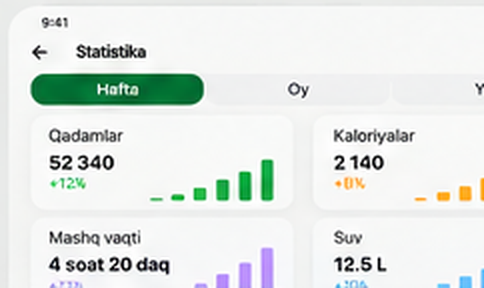 9:41
← Statistika
Hafta Oy Y
Qadamlar Kaloriyalar
52 340 2 140
+12%
Mashq vaqti Suv
4 soat 20 daq 12.5 L